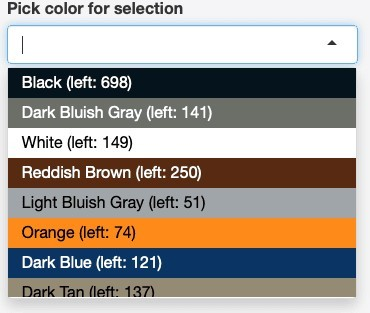 Pick color for selection
Black (left: 698)
Dark Bluish Gray (left: 141)
White (left: 149)
Reddish Brown (left: 250)
Light Bluish Gray (left: 51)
Orange (left: 74)
Dark Blue (left: 121)
Dark Tan (left: 137)